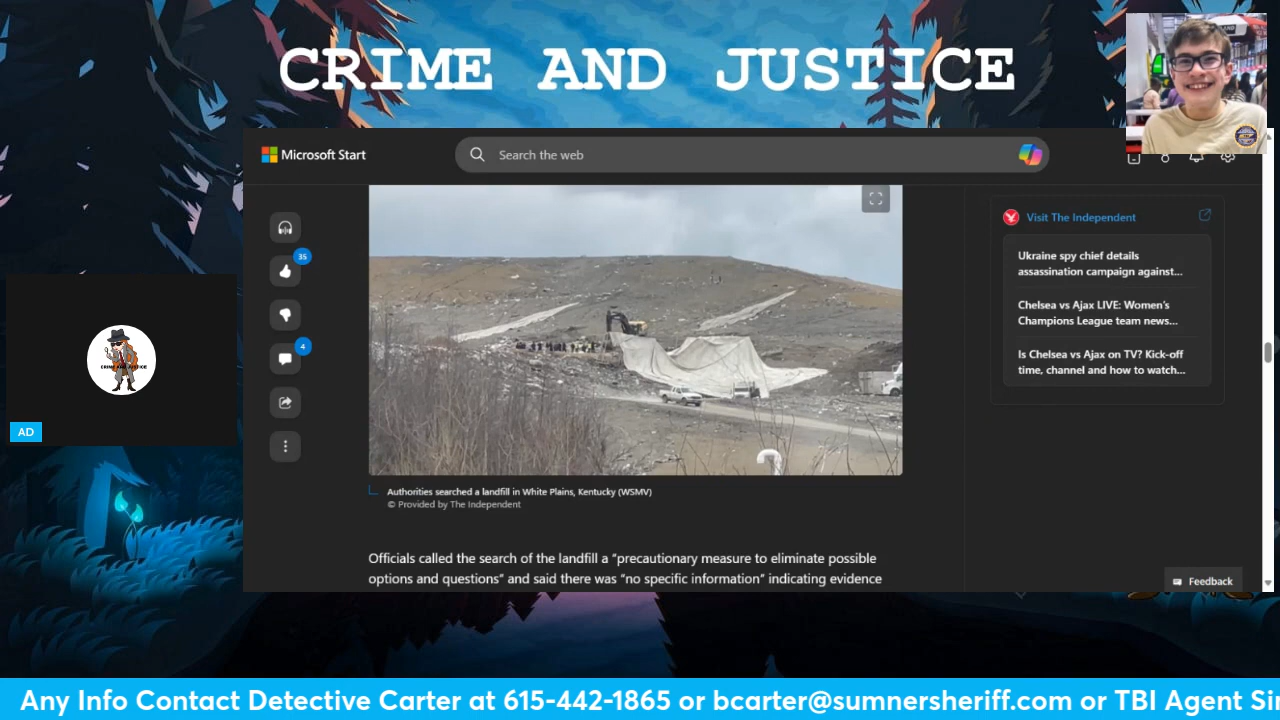 CRIME AND JUSTICE
Microsoft Start
Search the web
Visit The Independent
35
Ukraine spy chief details
assassination campaign against...
4
Chelsea vs Ajax LIVE: Women's
Champions League team news...
Is Chelsea vs Ajax on TV? Kick-off
time, channel and how to watch...
CRIME AND JUSTICE
AD
Authorities searched a landfill in White Plains, Kentucky (WSMV)
© Provided by The Independent
Officials called the search of the landfill a “precautionary measure to eliminate possible
options and questions” and said there was “no specific information” indicating evidence
Feedback
Any Info Contact Detective Carter at 615-442-1865 or bcarter@sumnersheriff.com or TBI Agent Si